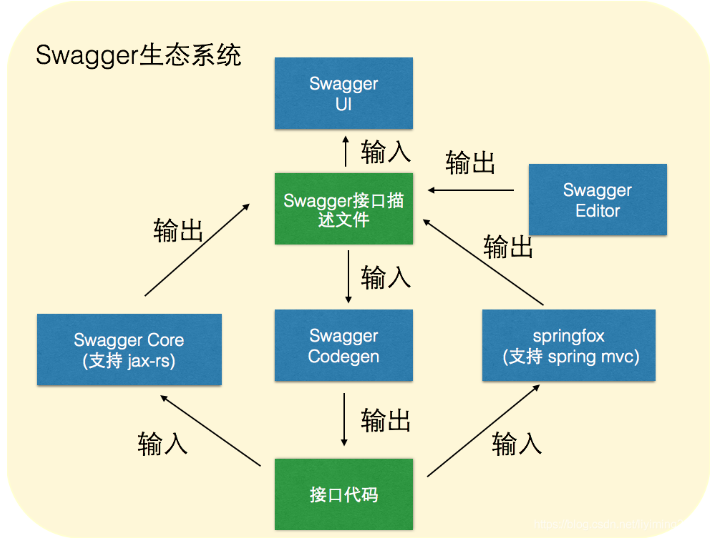 Swagger生态系统
Swagger
UI
输入
输出
Swagger接口描
述文件
Swagger
Editor
输出
输出
输入
Swagger Core
(支持 jax-rs)
Swagger
Codegen
springfox
(支持 spring mvc)
输入
输出
输入
接口代码